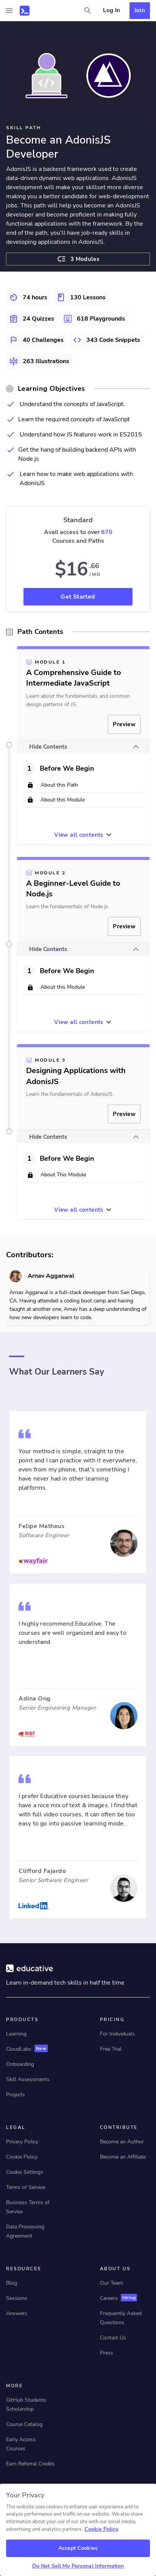 Log In
Join
SKILL PATH
Become an AdonisJS
Developer
AdonisJS is a backend framework used to create
data-driven dynamic web applications. AdonisJS
development will make your skillset stronger and
more competitive for today's web-development
roles. This path will help you become an AdonisJS
developer and become proficient in making fully
functional applications with the framework. By the
end of the path, you'll have job-ready skills in
developing applications in AdonisJS.
3 Modules
74 hours
130 Lessons
24 Quizzes
618 Playgrounds
40 Challenges
343 Code Snippets
263 Illustrations
Learning Objectives
Understand the concepts of JavaScript.
Learn the required concepts of JavaScript
Understand how JS features work in ES2015
Get the hang of building backend APIs with
Node.js
Learn how to make web applications with
AdonisJS
Standard
Avail access to over 670
Courses and Paths
$16.66 /MO
Get Started
Path Contents
MODULE 1
A Comprehensive Guide to
Intermediate JavaScript
Learn about the fundamentals and common
design patterns of JS.
Preview
Hide Contents
1 Before We Begin
About this Path
About this Module
View all contents
MODULE 2
A Beginner-Level Guide to
Node.js
Learn the fundamentals of Node.js.
Preview
Hide Contents
1 Before We Begin
About this Module
View all contents
MODULE 3
Designing Applications with
AdonisJS
Learn the fundamentals of AdonisJS.
Preview
Hide Contents
1 Before We Begin
About This Module
View all contents
Contributors:
Arnav Aggarwal
Arnav Aggarwal is a full-stack developer from San Diego,
CA. Having attended a coding boot camp and having
taught at another one, Arnav has a deep understanding of
how new developers learn to code.
What Our Learners Say
Your method is simple, straight to the
point and I can practice with it everywhere,
even from my phone, that's something I
have never had in other learning
platforms.
Felipe Matheus
Software Engineer
wayfair
I highly recommend Educative. The
courses are well organized and easy to
understand.
Adina Ong
Senior Engineering Manager
RIOT
I prefer Educative courses because they
have a nice mix of text and images. I find that
with full video courses, it can often be too
easy to go into passive learning mode.
Clifford Fajardo
Senior Software Engineer
LinkedIn
educative
Learn in-demand tech skills in half the time
PRODUCTS
Learning
CloudLabs New
Onboarding
Skill Assessments
Projects
PRICING
For Individuals
Free Trial
LEGAL
Privacy Policy
Cookie Policy
Cookie Settings
Terms of Service
Business Terms of
Service
Data Processing
Agreement
CONTRIBUTE
Become an Author
Become an Affiliate
RESOURCES
Blog
Sessions
Answers
ABOUT US
Our Team
Careers Hiring
Frequently Asked
Questions
Contact Us
Press
MORE
GitHub Students
Scholarship
Course Catalog
Early Access
Courses
Earn Referral Credits
Your Privacy
This website uses cookies to enhance user experience and to
analyze performance and traffic on our website. We also share
information about your use of our site with our social media,
advertising and analytics partners. Cookie Policy
Accept Cookies
Do Not Sell My Personal Information